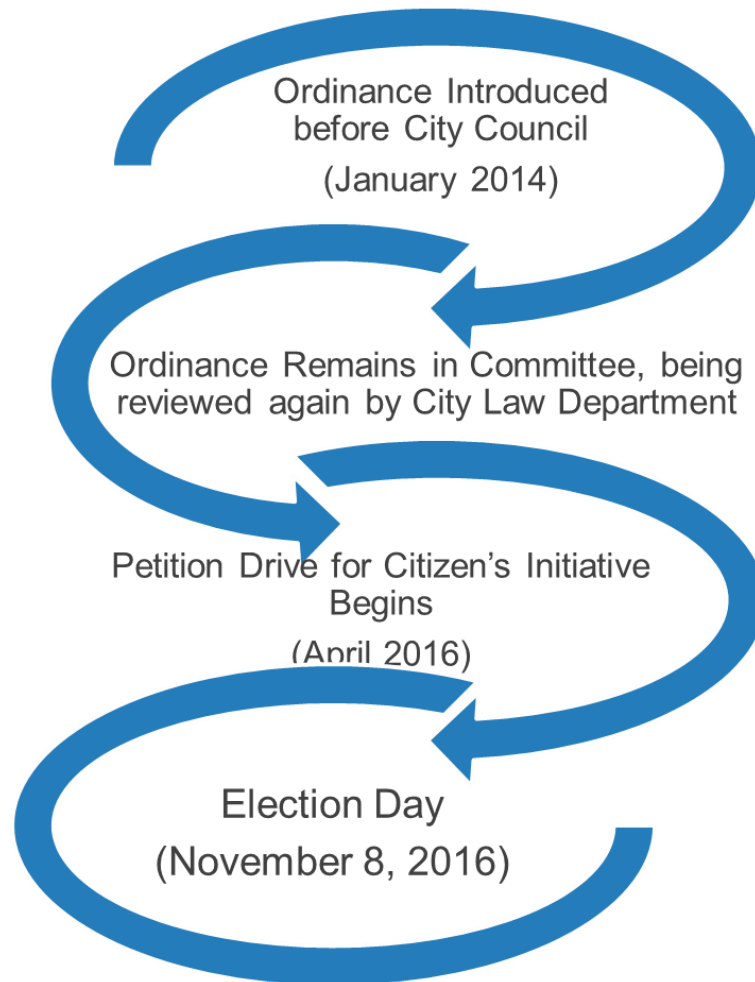 Ordinance Introduced
before City Council
(January 2014)
Ordinance Remains in Committee, being
reviewed again by City Law Department
Petition Drive for Citizen’s Initiative
Begins
(April 2016)
Election Day
(November 8, 2016)